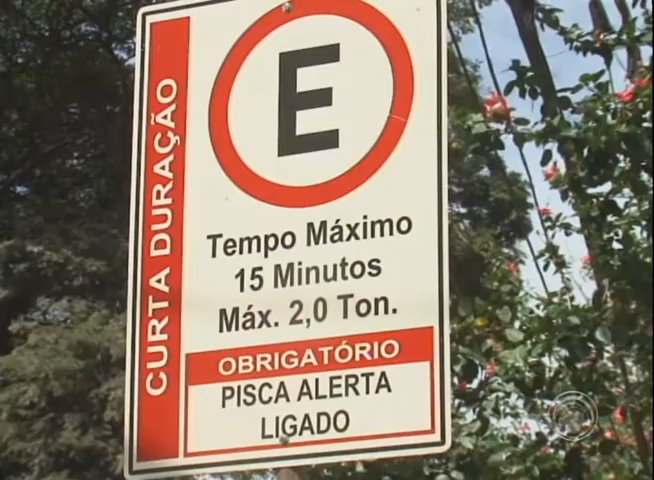 CURTA DURAÇÃO
E
Tempo Máximo
15 Minutos
Máx. 2,0 Ton.
OBRIGATÓRIO
PISCA ALERTA
LIGADO